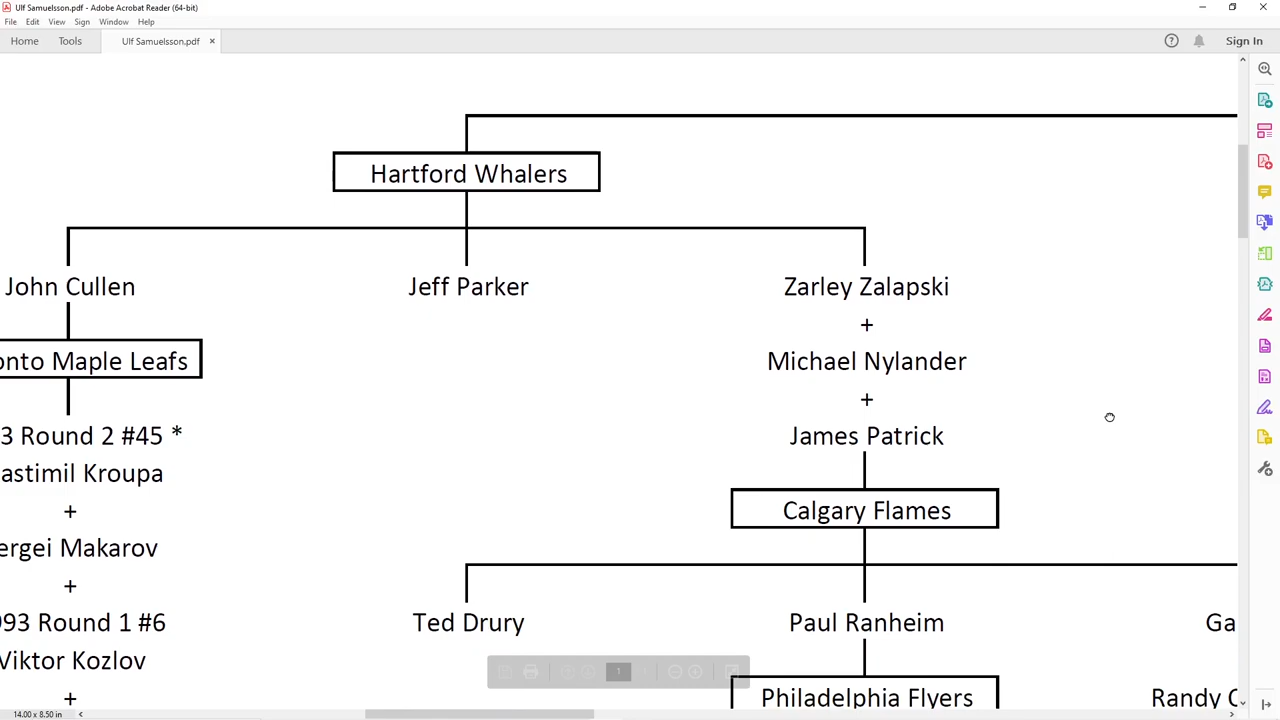 Ulf Samuelsson.pdf - Adobe Acrobat Reader (64-bit)
File Edit View Sign Window Help
Home Tools Ulf Samuelsson.pdf × Sign In
Hartford Whalers
John Cullen Jeff Parker Zarley Zalapski
+
onto Maple Leafs Michael Nylander
+
3 Round 2 #45 * James Patrick
astimil Kroupa
+ Calgary Flames
ergei Makarov
+
993 Round 1 #6 Ted Drury Paul Ranheim Ga
Viktor Kozlov
1
+ Philadelphia Flyers Randy C
14.00 x 8.50 in